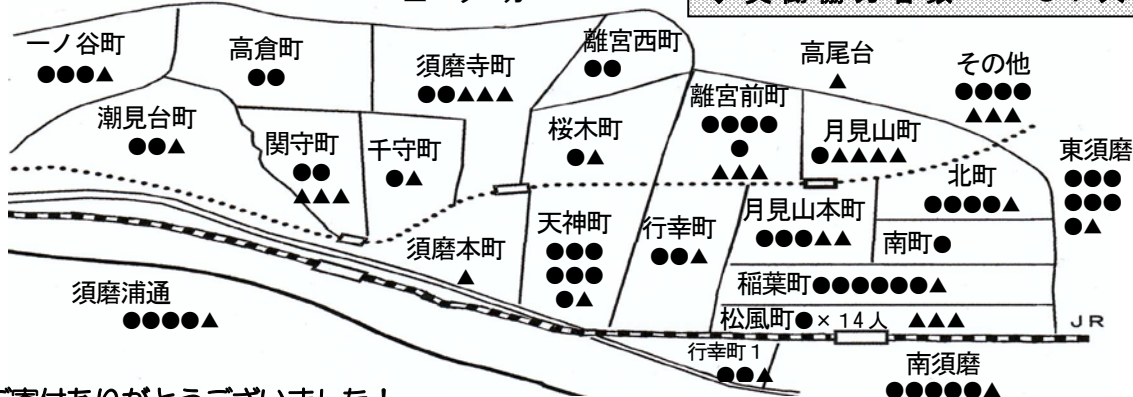 一ノ谷町
●●●▲
高倉町
●●
須磨寺町
●●▲▲▲
離宮西町
●●
高尾台
▲
その他
●●●●
▲▲▲
潮見台町
●●▲
関守町
●●
▲▲▲
千守町
●▲
桜木町
●▲
離宮前町
●●●●
●
▲▲▲
月見山町
●▲▲▲▲
東須磨
●●●
●●●
●▲
北町
●●●●▲
須磨本町
▲
天神町
●●●
●●●
●▲
行幸町
●●▲
月見山本町
●●●▲▲
南町●
稲葉町●●●●●●●▲
松風町●×14人 ▲▲▲
JR
須磨浦通
●●●●▲
行幸町1
●●▲
南須磨
●●●●●▲